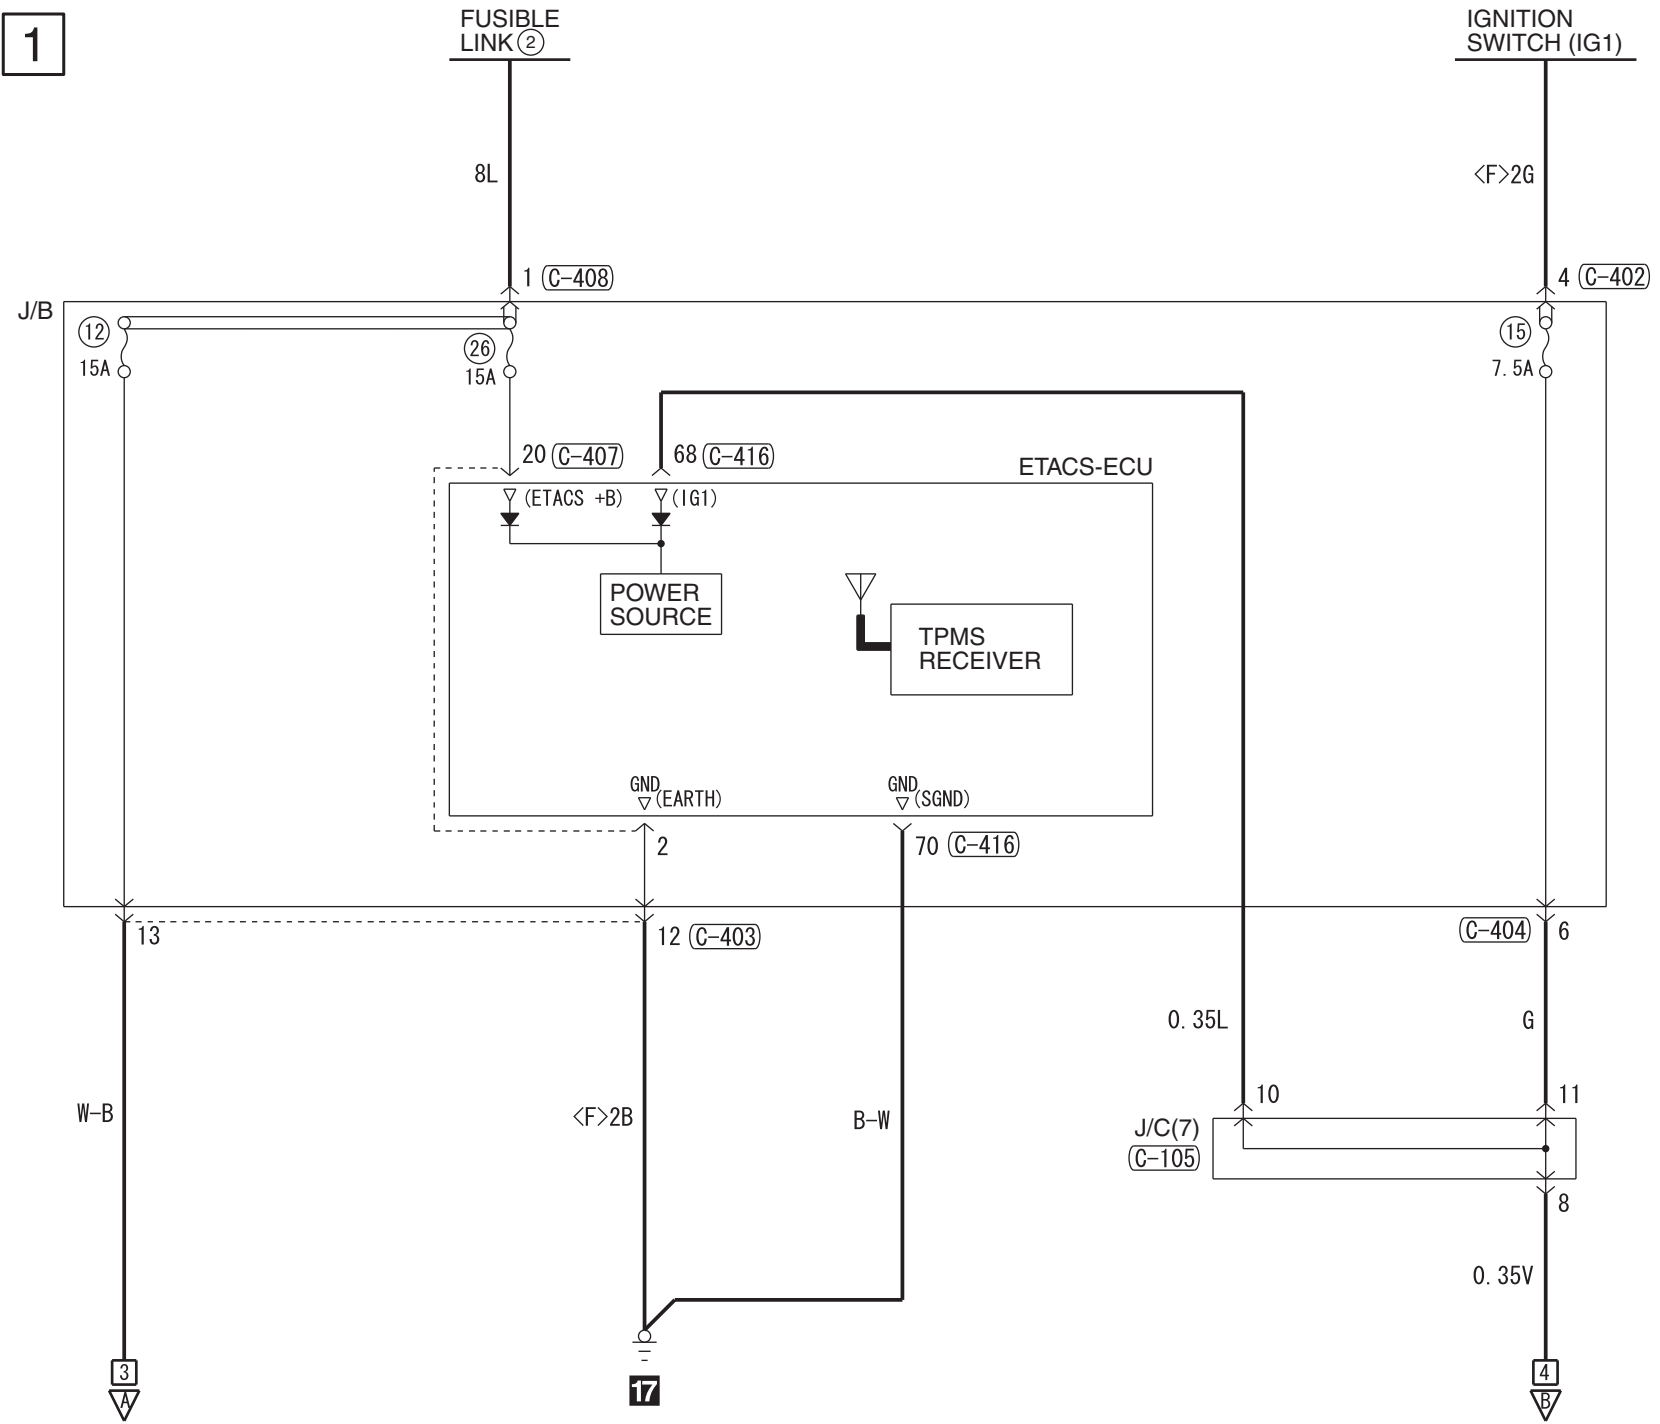 1
FUSIBLE
LINK ②
IGNITION
SWITCH (IG1)
8L
<F>2G
1 C-408
4 C-402
J/B
12
15A
26
15A
15
7.5A
20 C-407
68 C-416
ETACS-ECU
(ETACS +B)
(IG1)
POWER
SOURCE
TPMS
RECEIVER
GND
(EARTH)
GND
(SGND)
2
70 C-416
13
12 C-403
C-404 6
0.35L
G
W-B
<F>2B
B-W
10
11
J/C(7)
C-105
8
0.35V
3
A
17
4
B